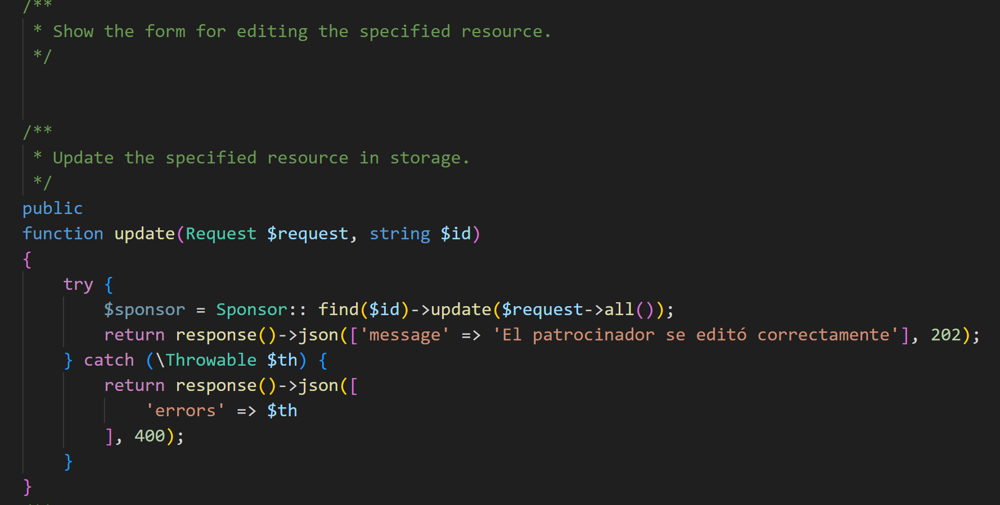 /**
* Show the form for editing the specified resource.
*/
/**
* Update the specified resource in storage.
*/
public
function update(Request $request, string $id)
{
try {
$sponsor = Sponsor:: find($id)->update($request->all());
return response()->json(['message' => 'El patrocinador se editó correctamente'], 202);
} catch (\Throwable $th) {
return response()->json([
'errors' => $th
], 400);
}
}